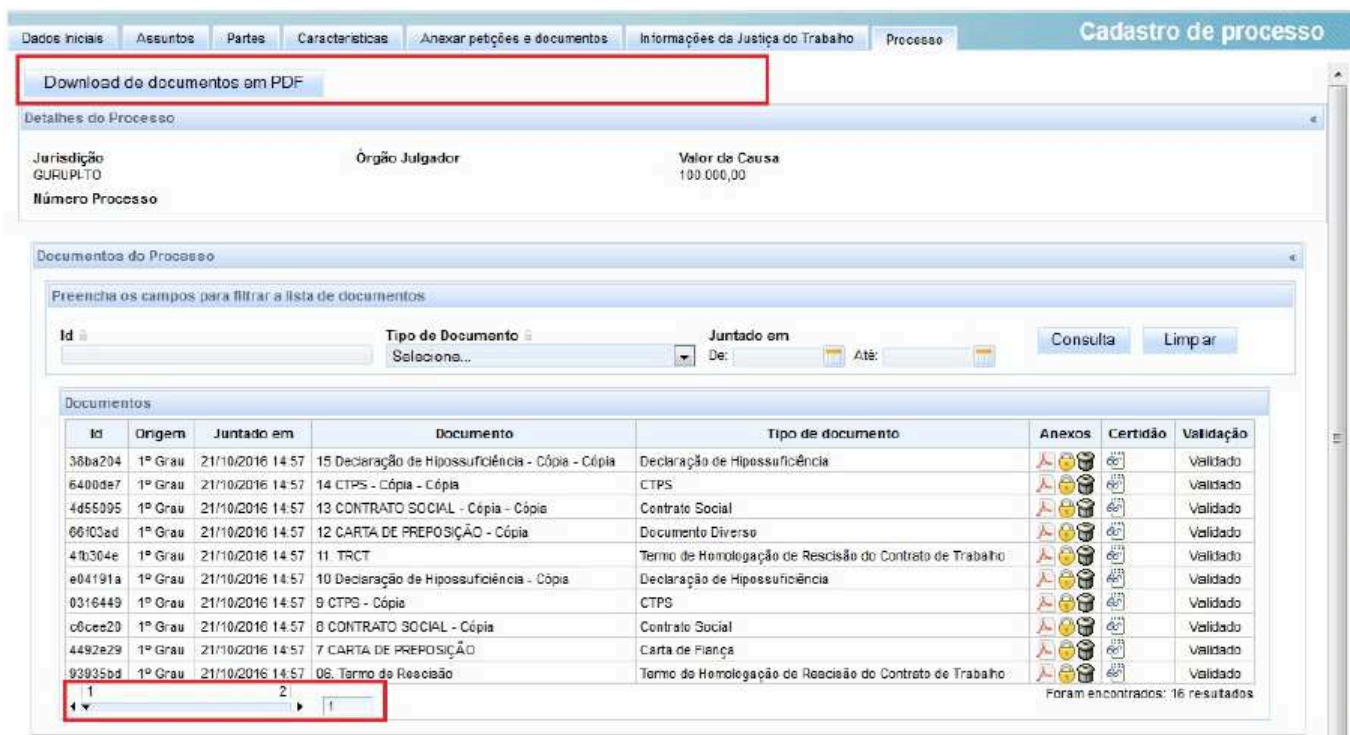 Dados Iniciais Assuntos Partes Características Anexar petições e documentos Informações da Justiça do Trabalho Processo Cadastro de processo
Download de documentos em PDF
Detalhes do Processo
Jurisdição Órgão Julgador Valor da Causa
GURUPI-TO 100.000,00
Número Processo
Documentos do Processo
Preencha os campos para filtrar a lista de documentos
Id Tipo de Documento Juntado em
Selecione... De: Até: Consulta Limpar
Documentos
Id Origem Juntado em Documento Tipo de documento Anexos Certidão Validação
38ba204 1º Grau 21/10/2016 14:57 15 Declaração de Hipossuficiência - Cópia - Cópia Declaração de Hipossuficência Validado
6400de7 1º Grau 21/10/2016 14:57 14 CTPS - Cópia - Cópia CTPS Validado
4d55095 1º Grau 21/10/2016 14:57 13 CONTRATO SOCIAL - Cópia - Cópia Contrato Social Validado
66f03ad 1º Grau 21/10/2016 14:57 12 CARTA DE PREPOSIÇÃO - Cópia Documento Diverso Validado
4fb304e 1º Grau 21/10/2016 14:57 11. TRCT Termo de Homologação de Rescisão do Contrato de Trabalho Validado
e04191a 1º Grau 21/10/2016 14:57 10 Declaração de Hipossuficiência - Cópia Declaração de Hipossuficiência Validado
0316449 1º Grau 21/10/2016 14:57 9 CTPS - Cópia CTPS Validado
c6cee20 1º Grau 21/10/2016 14:57 8 CONTRATO SOCIAL - Cópia Contrato Social Validado
4492e29 1º Grau 21/10/2016 14:57 7 CARTA DE PREPOSIÇÃO Carta de Fiança Validado
93935bd 1º Grau 21/10/2016 14:57 06. Termo de Rescisão Termo de Homologação de Rescisão do Contrato de Trabalho Validado
1 2 1 Foram encontrados: 16 resultados